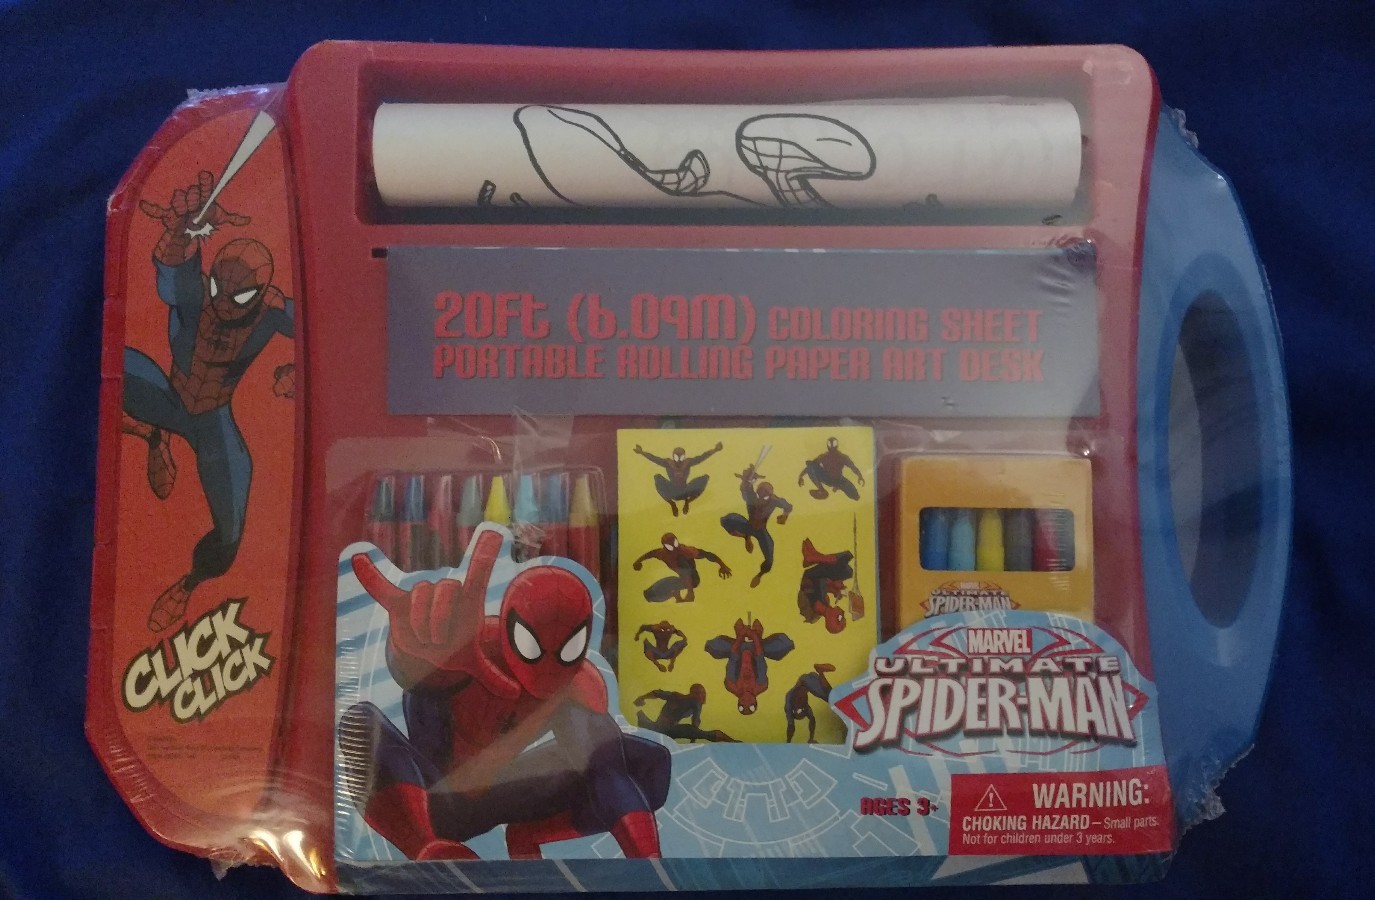 20Ft (6.09M) COLORING SHEET
PORTABLE ROLLING PAPER ART DESK
CLICK
CLICK
MARVEL
ULTIMATE
SPIDER-MAN
MARVEL
ULTIMATE
SPIDER-MAN
AGES 3+
WARNING:
CHOKING HAZARD – Small parts.
Not for children under 3 years.